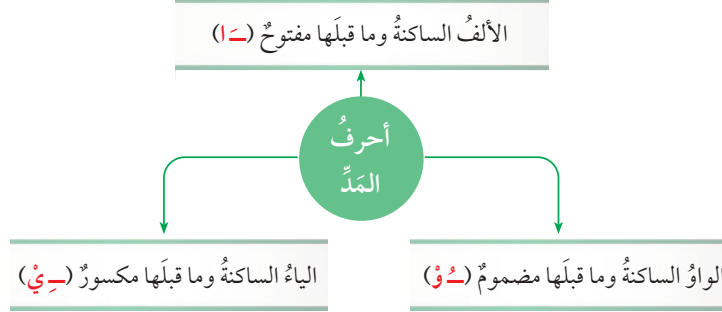 الألفُ الساكنةُ وما قبلَها مفتوحٌ (ـَ ا)
أحرفُ
المَدِّ
الواوُ الساكنةُ وما قبلَها مضمومٌ (ـُ وْ)
الياءُ الساكنةُ وما قبلَها مكسورٌ (ـِ يْ)